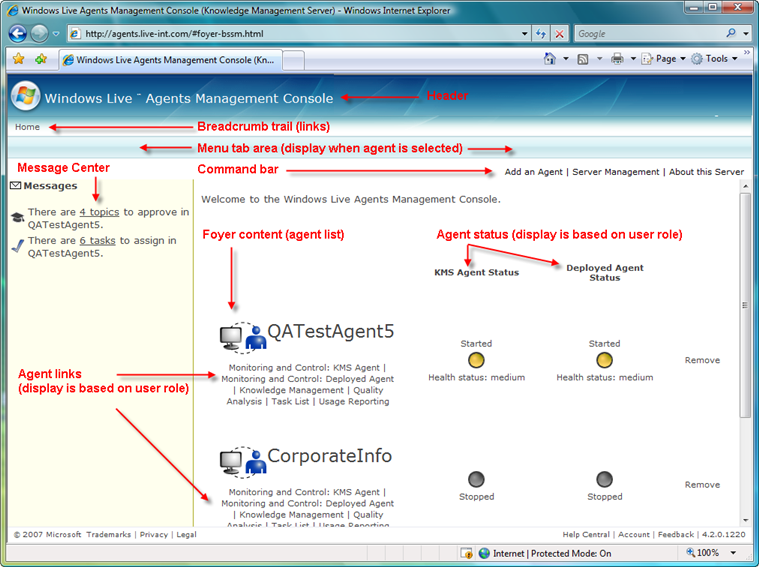 Windows Live Agents Management Console (Knowledge Management Server) - Windows Internet Explorer
http://agents.live-int.com/#foyer-bssm.html
Google
Windows Live Agents Management Console (Kn...
Page
Tools
Windows Live ¨ Agents Management Console
Header
Home
Breadcrumb trail (links)
Menu tab area (display when agent is selected)
Message Center
Command bar
Add an Agent | Server Management | About this Server
Messages
There are 4 topics to approve in
QATestAgent5.
There are 6 tasks to assign in
QATestAgent5.
Welcome to the Windows Live Agents Management Console.
Foyer content (agent list)
Agent status (display is based on user role)
KMS Agent Status
Deployed Agent
Status
QATestAgent5
Monitoring and Control: KMS Agent |
Monitoring and Control: Deployed Agent
| Knowledge Management | Quality
Analysis | Task List | Usage Reporting
Started
Health status: medium
Started
Health status: medium
Remove
Agent links
(display is based on user role)
CorporateInfo
Monitoring and Control: KMS Agent |
Monitoring and Control: Deployed Agent
| Knowledge Management | Quality
Analysis | Task List | Usage Reporting
Stopped
Stopped
Remove
© 2007 Microsoft Trademarks | Privacy | Legal
Help Central | Account | Feedback | 4.2.0.1220
Internet | Protected Mode: On
100%